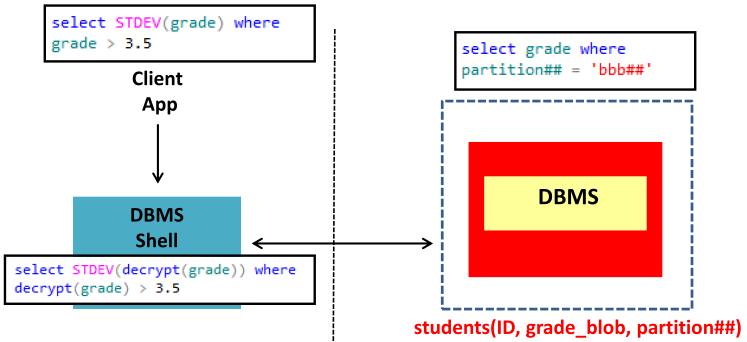 select STDEV(grade) where
grade > 3.5
Client
App
DBMS
Shell
select STDEV(decrypt(grade)) where
decrypt(grade) > 3.5
select grade where
partition## = 'bbb##'
DBMS
students(ID, grade_blob, partition##)